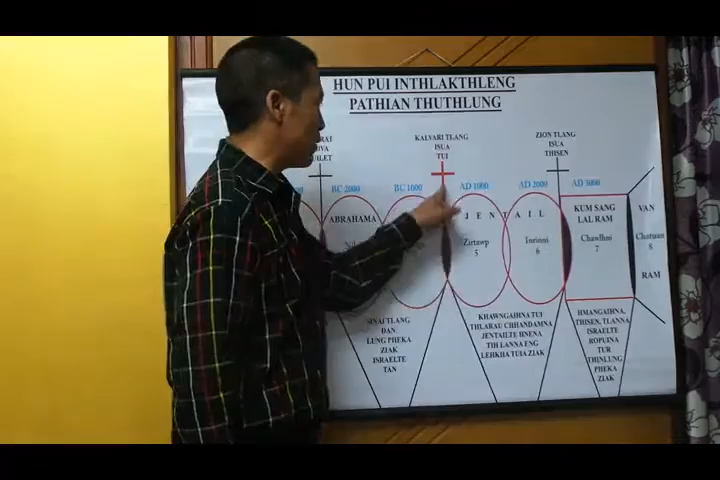 HUN PUI INTHLAKTHLENG
PATHIAN THUTHLUNG
KALVARI TLANG
ISUA
TUI
ZION TLANG
ISUA
THISEN
BC 2000
BC 1000
AD 1000
AD 2000
AD 3000
ABRAHAMA
JENTAIL
KUM SANG
LAL RAM
VAN
Zirtawp
5
Inrinni
6
Chawlhni
7
Chatuan
8
RAM
SINAI TLANG
DAN
LUNG PHEKA
ZIAK
ISRAELTE
TAN
KHAWNGAIHNA TUI
THLARAU CHHANDAMNA
JENTAILTE HNENA
TIH LANNA ENG
LEHKHA TUIA ZIAK
HMANGAIHNA,
THISEN, TLANNA,
ISRAELTE
ROPUINA
TUR
THINLUNG
PHEKA
ZIAK